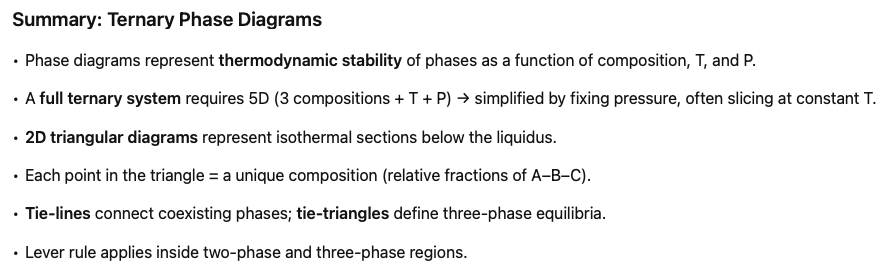 Summary: Ternary Phase Diagrams
• Phase diagrams represent thermodynamic stability of phases as a function of composition, T, and P.
• A full ternary system requires 5D (3 compositions + T + P) → simplified by fixing pressure, often slicing at constant T.
• 2D triangular diagrams represent isothermal sections below the liquidus.
• Each point in the triangle = a unique composition (relative fractions of A–B–C).
• Tie-lines connect coexisting phases; tie-triangles define three-phase equilibria.
• Lever rule applies inside two-phase and three-phase regions.